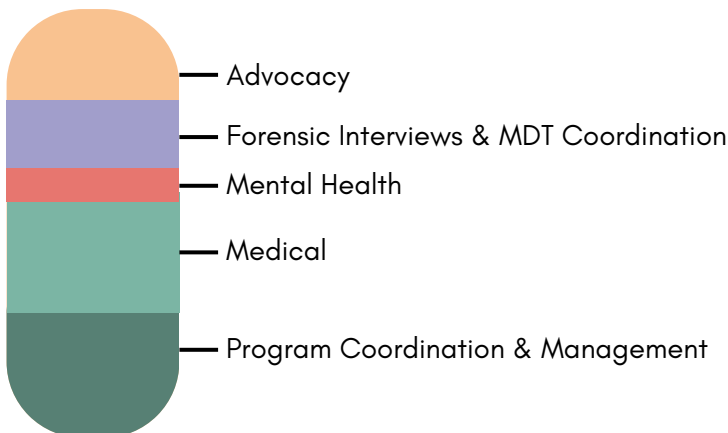 Advocacy
Forensic Interviews & MDT Coordination
Mental Health
Medical
Program Coordination & Management